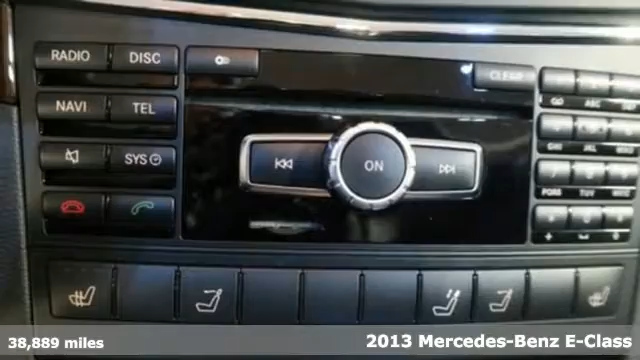 RADIO DISC
CLEAR
NAVI TEL
ABC
SYS
ON
GHI JKL
PQRS TUV
38,889 miles
2013 Mercedes-Benz E-Class